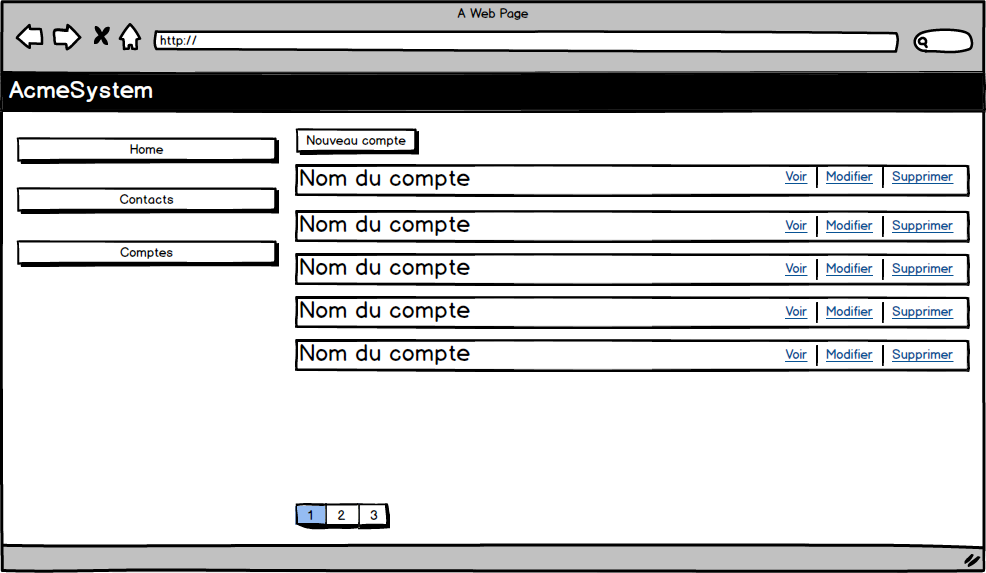 A Web Page
http://
AcmeSystem
Home
Contacts
Comptes
Nouveau compte
Nom du compte Voir Modifier Supprimer
Nom du compte Voir Modifier Supprimer
Nom du compte Voir Modifier Supprimer
Nom du compte Voir Modifier Supprimer
Nom du compte Voir Modifier Supprimer
1 2 3